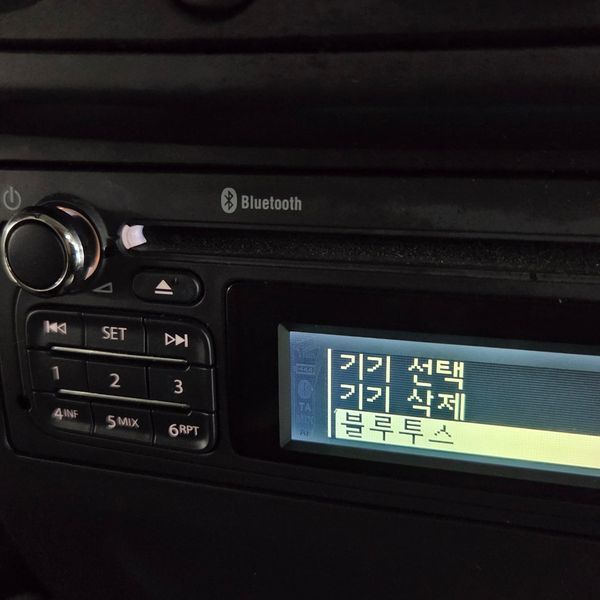 Bluetooth
SET
1 2 3
4INF 5MIX 6RPT
기기 선택
기기 삭제
블루투스
TA